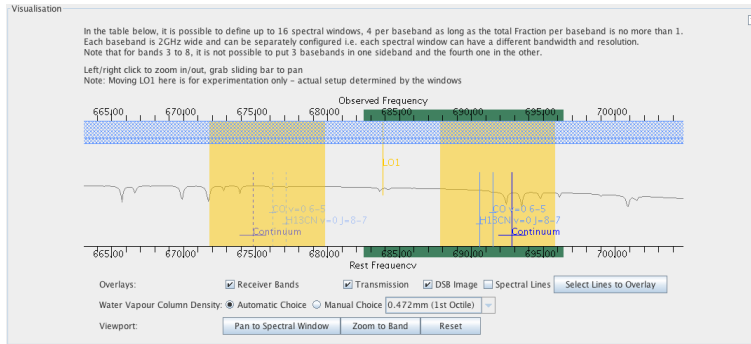 Visualisation
In the table below, it is possible to define up to 16 spectral windows, 4 per baseband as long as the total Fraction per baseband is no more than 1.
Each baseband is 2GHz wide and can be separately configured i.e. each spectral window can have a different bandwidth and resolution.
Note that for bands 3 to 8, it is not possible to put 3 basebands in one sideband and the fourth one in the other.
Left/right click to zoom in/out, grab sliding bar to pan
Note: Moving LO1 here is for experimentation only - actual setup determined by the windows
Observed Frequency
665.00 670.00 675.00 680.00 685.00 690.00 695.00 700.00
LO1
CO v=0 6-5 CO v=0 6-5
H13CN v=0 J=8-7 H13CN v=0 J=8-7
Continuum Continuum
665.00 670.00 675.00 680.00 685.00 690.00 695.00 700.00
Rest Frequency
Overlays: Receiver Bands Transmission DSB Image Spectral Lines Select Lines to Overlay
Water Vapour Column Density: Automatic Choice Manual Choice 0.472mm (1st Octile)
Viewport: Pan to Spectral Window Zoom to Band Reset